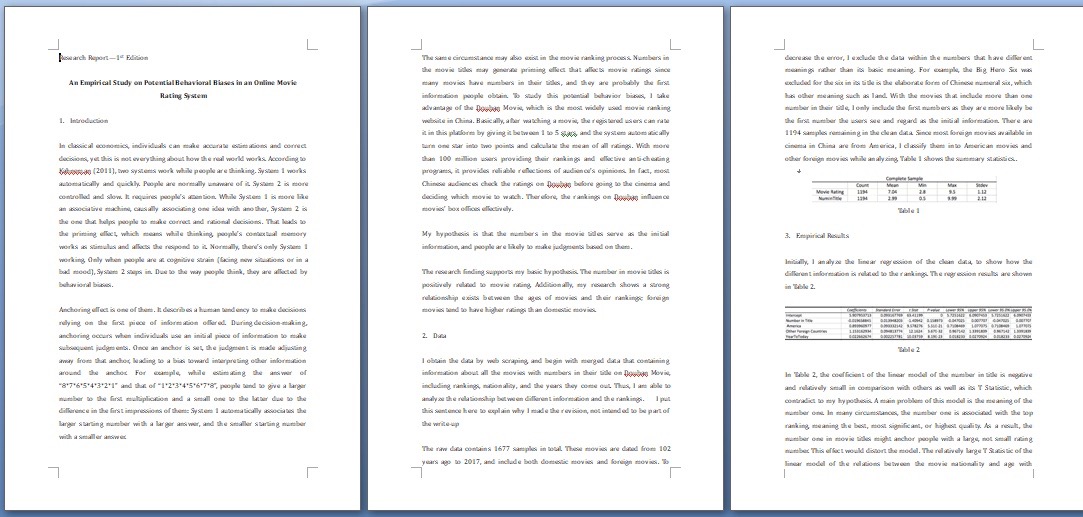 Research Report—1st Edition
An Empirical Study on Potential Behavioral Biases in an Online Movie
Rating System
1. Introduction
In classical economics, individuals can make accurate estimations and correct
decisions, yet this is not everything about how the real world works. According to
(2011), two systems work while people are thinking. System 1 works
automatically and quickly. People are normally unaware of it. System 2 is more
controlled and slow. It requires people's attention. While System 1 is more like
an associative machine, causally associating one idea with another, System 2 is
the one that helps people to make correct and rational decisions. That leads to
the priming effect, which means while thinking, people's contextual memory
works as stimulus and affects the respond to it. Normally, there's only System 1
working. Only when people are at cognitive strain (facing new situations or in a
bad mood), System 2 steps in. Due to the way people think, they are affected by
behavioral biases.
Anchoring effect is one of them. It describes a human tendency to make decisions
relying on the first piece of information offered. During decision-making,
anchoring occurs when individuals use an initial piece of information to make
subsequent judgments. Once an anchor is set, the judgment is made adjusting
away from that anchor, leading to a bias toward interpreting other information
around the anchor. For example, while estimating the answer of
"8*7*6*5*4*3*2*1" and that of "1*2*3*4*5*6*7*8", people tend to give a larger
number to the first multiplication and a small one to the latter due to the
difference in the first impressions of them: System 1 automatically associates the
larger starting number with a larger answer, and the smaller starting number
with a smaller answer.
The same circumstance may also exist in the movie ranking process. Numbers in
the movie titles may generate priming effect that affects movie ratings since
many movies have numbers in their titles, and they are probably the first
information people obtain. To study this potential behavior biases, I take
advantage of the Douban Movie, which is the most widely used movie ranking
website in China. Basically, after watching a movie, the registered users can rate
it in this platform by giving it between 1 to 5 stars, and the system automatically
turn one star into two points and calculate the mean of all ratings. With more
than 100 million users providing their rankings and effective anti-cheating
programs, it provides reliable reflections of audience's opinions. In fact, most
Chinese audiences check the ratings on Douban before going to the cinema and
deciding which movie to watch. Therefore, the rankings on Douban influence
movies' box offices effectively.
My hypothesis is that the numbers in the movie titles serve as the initial
information, and people are likely to make judgments based on them.
The research finding supports my basic hypothesis. The number in movie titles is
positively related to movie rating. Additionally, my research shows a strong
relationship exists between the ages of movies and their rankings; foreign
movies tend to have higher ratings than domestic movies.
2. Data
I obtain the data by web scraping, and begin with merged data containing
information about all the movies with numbers in their title on Douban Movie,
including rankings, nationality, and the years they come out. Thus, I am able to
analyze the relationship between different information and the rankings. I put
this sentence here to explain why I made the revision, not intended to be part of
the write-up
The raw data contains 1677 samples in total. These movies are dated from 102
years ago to 2017, and include both domestic movies and foreign movies. To
decrease the error, I exclude the data within the numbers that have different
meanings rather than its basic meaning. For example, the Big Hero Six was
excluded for the six in its title is the elaborate form of Chinese numeral six, which
has other meaning such as land. With the movies that include more than one
number in their title, I only include the first numbers as they are more likely be
the first number the users see and regard as the initial information. There are
1194 samples remaining in the clean data. Since most foreign movies available in
cinema in China are from America, I classify them into American movies and
other foreign movies while analyzing. Table 1 shows the summary statistics..
Complete Sample
Count Mean Min Max Stdev
Movie Rating 1194 7.04 2.8 9.5 1.12
NuminTitle 1194 2.99 0.5 9.99 2.12
Table 1
3. Empirical Results
Initially, I analyze the linear regression of the clean data, to show how the
different information is related to the rankings. The regression results are shown
in Table 2.
Coefficients Standard Error t Stat P-value Lower 95% Upper 95% Lower 95.0% Upper 95.0%
Intercept
Number in Title
America
Other Foreign Countries
YearToToday
Table 2
In Table 2, the coefficient of the linear model of the number in title is negative
and relatively small in comparison with others as well as its T Statistic, which
contradict to my hypothesis. A main problem of this model is the meaning of the
number one. In many circumstances, the number one is associated with the top
ranking, meaning the best, most significant, or highest quality. As a result, the
number one in movie titles might anchor people with a large, not small rating
number. This effect would distort the model. The relatively large T Statistic of the
linear model of the relations between the movie nationality and age with